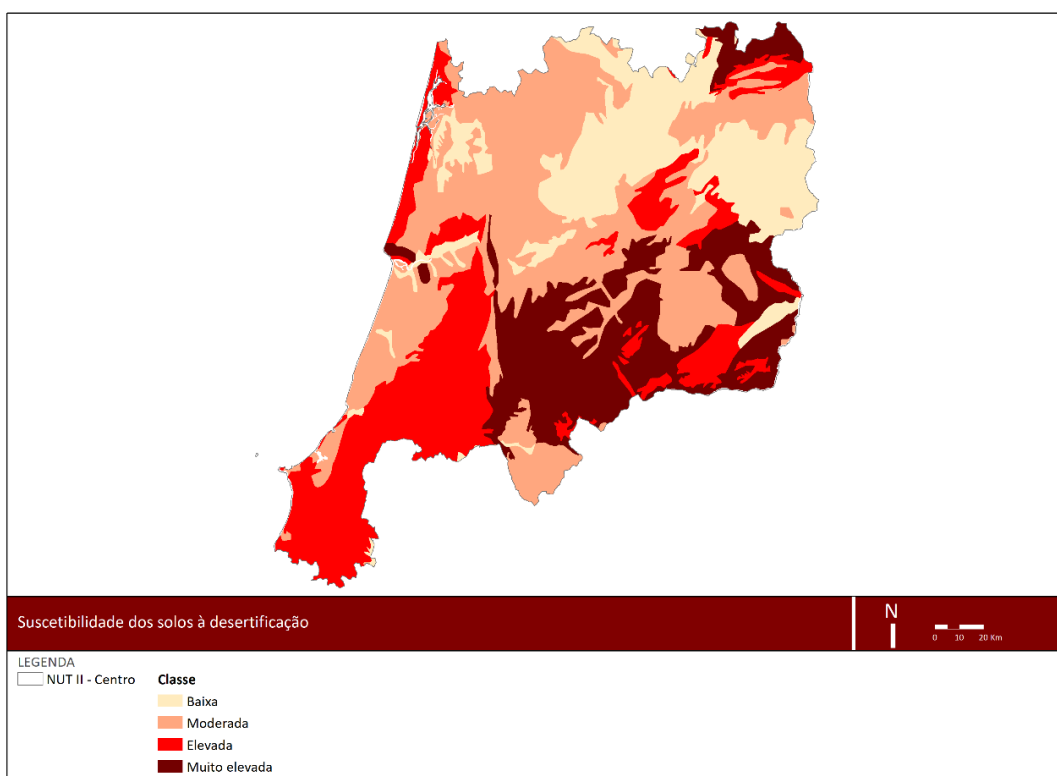 Suscetibilidade dos solos à desertificação
N
0 10 20 Km
LEGENDA
NUT II - Centro
Classe
Baixa
Moderada
Elevada
Muito elevada